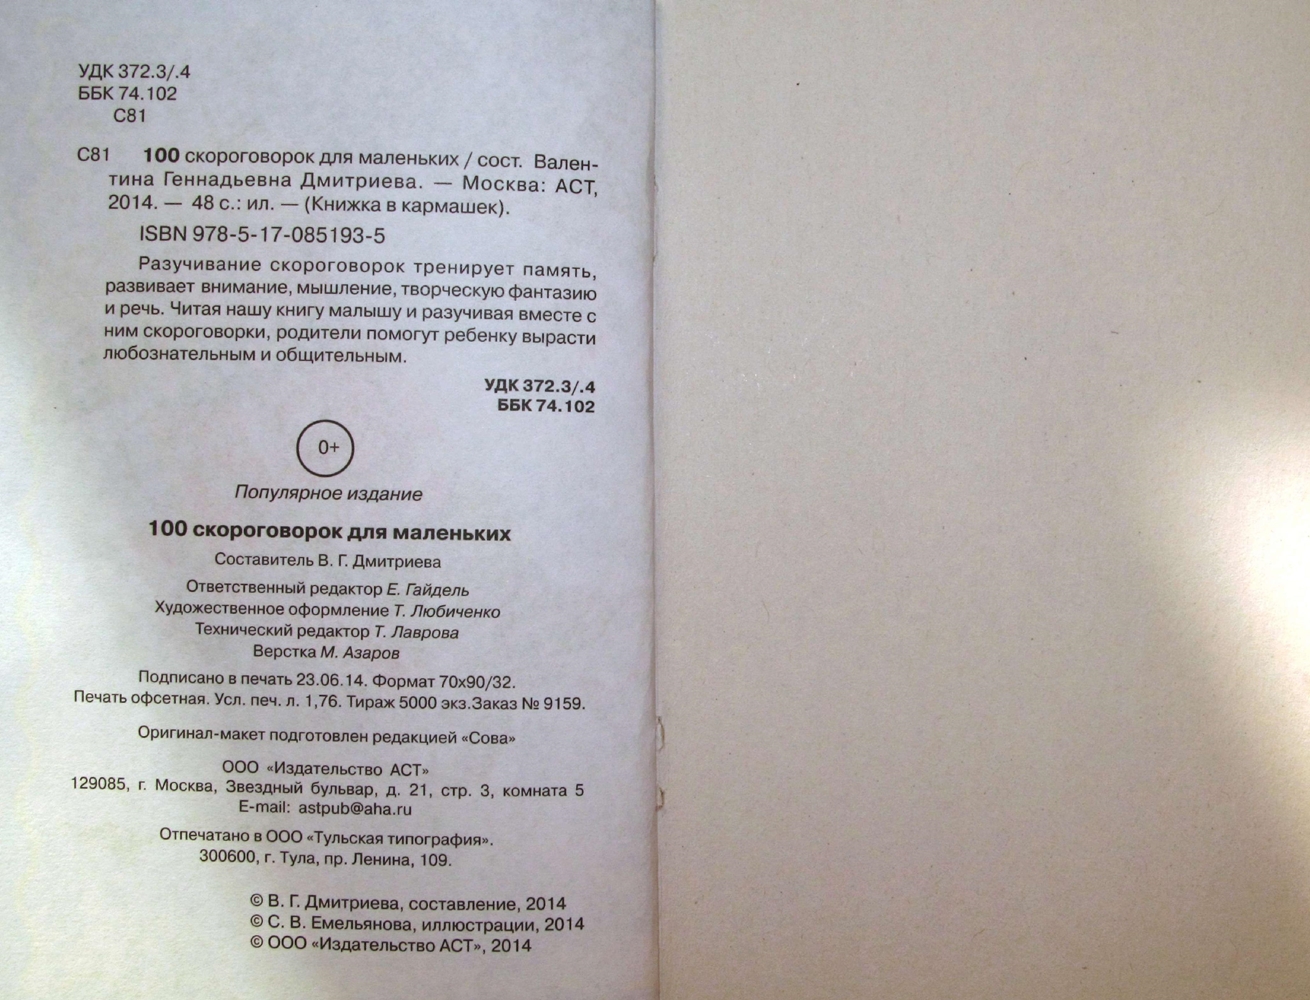 УДК 372.3/.4
ББК 74.102
С81
С81 100 скороговорок для маленьких / сост. Вален-
тина Геннадьевна Дмитриева. — Москва: АСТ,
2014. — 48 с.: ил. — (Книжка в кармашек).
ISBN 978-5-17-085193-5
Разучивание скороговорок тренирует память,
развивает внимание, мышление, творческую фантазию
и речь. Читая нашу книгу малышу и разучивая вместе с
ним скороговорки, родители помогут ребенку вырасти
любознательным и общительным.
УДК 372.3/.4
ББК 74.102
0+
Популярное издание
100 скороговорок для маленьких
Составитель В. Г. Дмитриева
Ответственный редактор Е. Гайдель
Художественное оформление Т. Любиченко
Технический редактор Т. Лаврова
Верстка М. Азаров
Подписано в печать 23.06.14. Формат 70х90/32.
Печать офсетная. Усл. печ. л. 1,76. Тираж 5000 экз.Заказ № 9159.
Оригинал-макет подготовлен редакцией «Сова»
ООО «Издательство АСТ»
129085, г. Москва, Звездный бульвар, д. 21, стр. 3, комната 5
E-mail: astpub@aha.ru
Отпечатано в ООО «Тульская типография».
300600, г. Тула, пр. Ленина, 109.
© В. Г. Дмитриева, составление, 2014
© С. В. Емельянова, иллюстрации, 2014
© ООО «Издательство АСТ», 2014